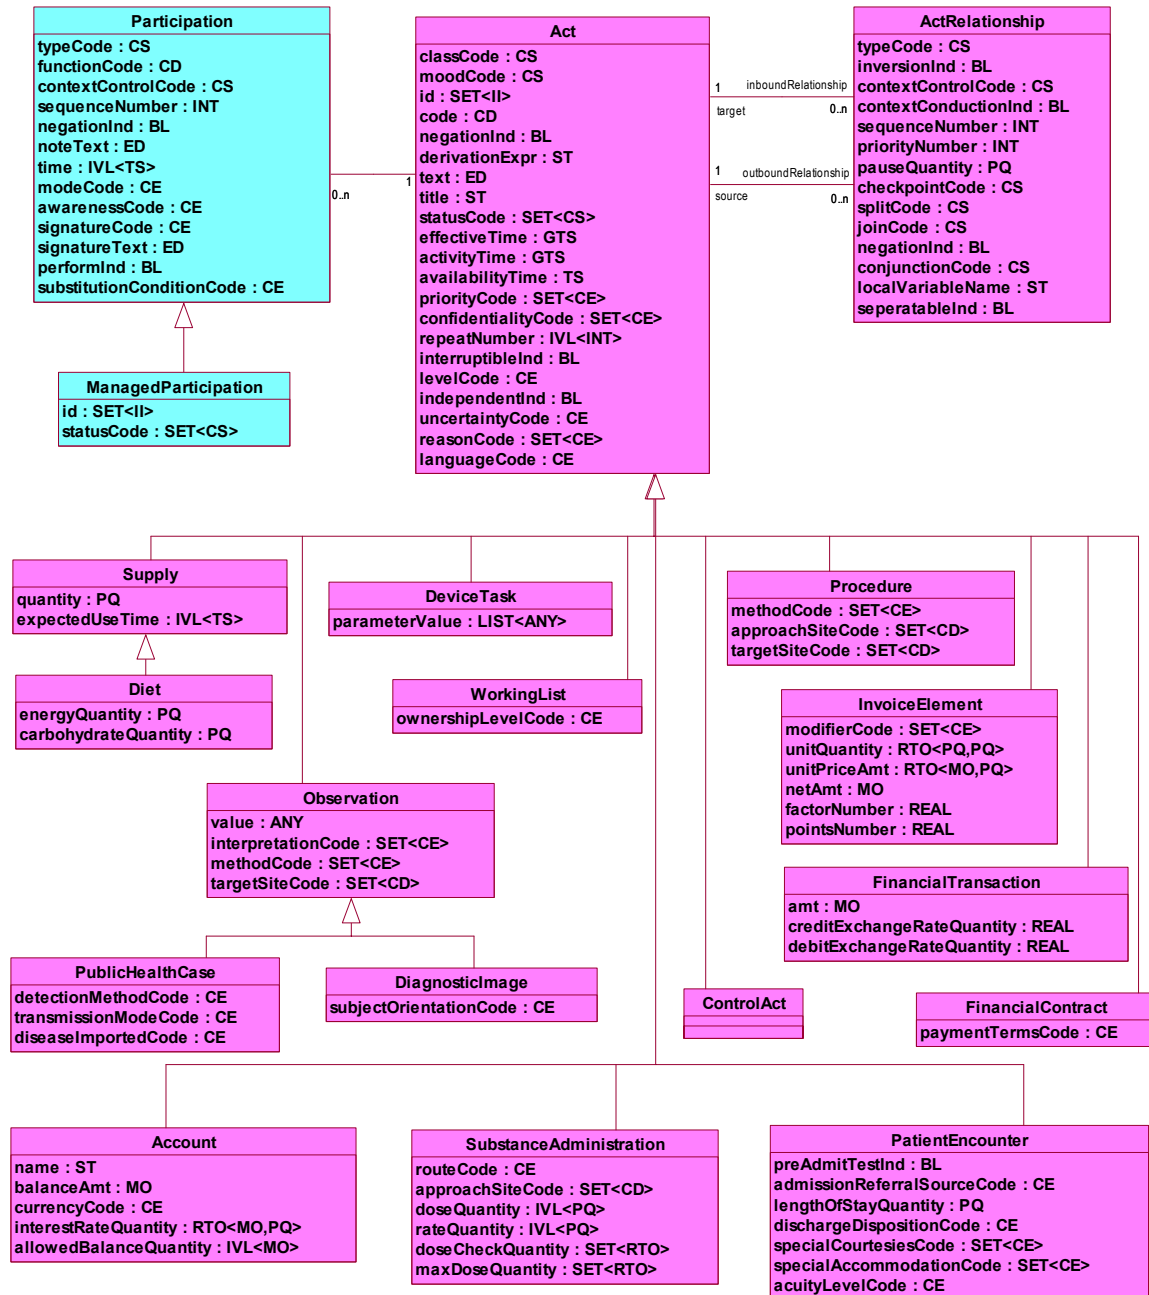 Participation
typeCode : CS
functionCode : CD
contextControlCode : CS
sequenceNumber : INT
negationInd : BL
noteText : ED
time : IVL<TS>
modeCode : CE
awarenessCode : CE
signatureCode : CE
signatureText : ED
performInd : BL
substitutionConditionCode : CE
0..n
1
ManagedParticipation
id : SET<II>
statusCode : SET<CS>
Act
classCode : CS
moodCode : CS
id : SET<II>
code : CD
negationInd : BL
derivationExpr : ST
text : ED
title : ST
statusCode : SET<CS>
effectiveTime : GTS
activityTime : GTS
availabilityTime : TS
priorityCode : SET<CE>
confidentialityCode : SET<CE>
repeatNumber : IVL<INT>
interruptibleInd : BL
levelCode : CE
independentInd : BL
uncertaintyCode : CE
reasonCode : SET<CE>
languageCode : CE
1 inboundRelationship
target 0..n
1 outboundRelationship
source 0..n
ActRelationship
typeCode : CS
inversionInd : BL
contextControlCode : CS
contextConductionInd : BL
sequenceNumber : INT
priorityNumber : INT
pauseQuantity : PQ
checkpointCode : CS
splitCode : CS
joinCode : CS
negationInd : BL
conjunctionCode : CS
localVariableName : ST
seperatableInd : BL
Supply
quantity : PQ
expectedUseTime : IVL<TS>
Diet
energyQuantity : PQ
carbohydrateQuantity : PQ
DeviceTask
parameterValue : LIST<ANY>
WorkingList
ownershipLevelCode : CE
Procedure
methodCode : SET<CE>
approachSiteCode : SET<CD>
targetSiteCode : SET<CD>
InvoiceElement
modifierCode : SET<CE>
unitQuantity : RTO<PQ,PQ>
unitPriceAmt : RTO<MO,PQ>
netAmt : MO
factorNumber : REAL
pointsNumber : REAL
Observation
value : ANY
interpretationCode : SET<CE>
methodCode : SET<CE>
targetSiteCode : SET<CD>
FinancialTransaction
amt : MO
creditExchangeRateQuantity : REAL
debitExchangeRateQuantity : REAL
PublicHealthCase
detectionMethodCode : CE
transmissionModeCode : CE
diseaseImportedCode : CE
DiagnosticImage
subjectOrientationCode : CE
ControlAct
FinancialContract
paymentTermsCode : CE
Account
name : ST
balanceAmt : MO
currencyCode : CE
interestRateQuantity : RTO<MO,PQ>
allowedBalanceQuantity : IVL<MO>
SubstanceAdministration
routeCode : CE
approachSiteCode : SET<CD>
doseQuantity : IVL<PQ>
rateQuantity : IVL<PQ>
doseCheckQuantity : SET<RTO>
maxDoseQuantity : SET<RTO>
PatientEncounter
preAdmitTestInd : BL
admissionReferralSourceCode : CE
lengthOfStayQuantity : PQ
dischargeDispositionCode : CE
specialCourtesiesCode : SET<CE>
specialAccommodationCode : SET<CE>
acuityLevelCode : CE